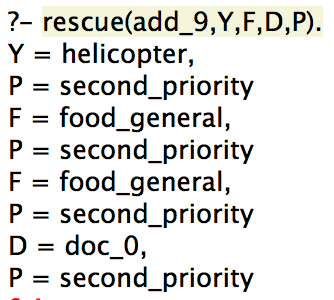 ?- rescue(add_9,Y,F,D,P).
Y = helicopter,
P = second_priority
F = food_general,
P = second_priority
F = food_general,
P = second_priority
D = doc_0,
P = second_priority